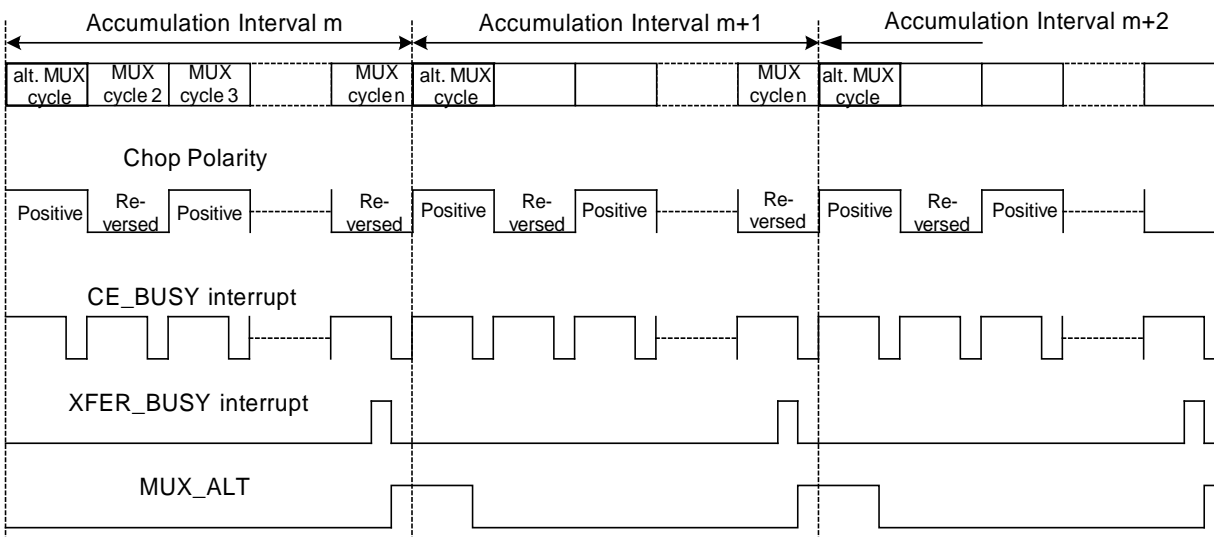 Accumulation Interval m
Accumulation Interval m+1
Accumulation Interval m+2
alt. MUX
cycle
MUX
cycle 2
MUX
cycle 3
MUX
cycle n
alt. MUX
cycle
MUX
cycle n
alt. MUX
cycle
Chop Polarity
Positive
Re-
versed
Positive
Re-
versed
Positive
Re-
versed
Positive
Re-
versed
Positive
Re-
versed
Positive
CE_BUSY interrupt
XFER_BUSY interrupt
MUX_ALT